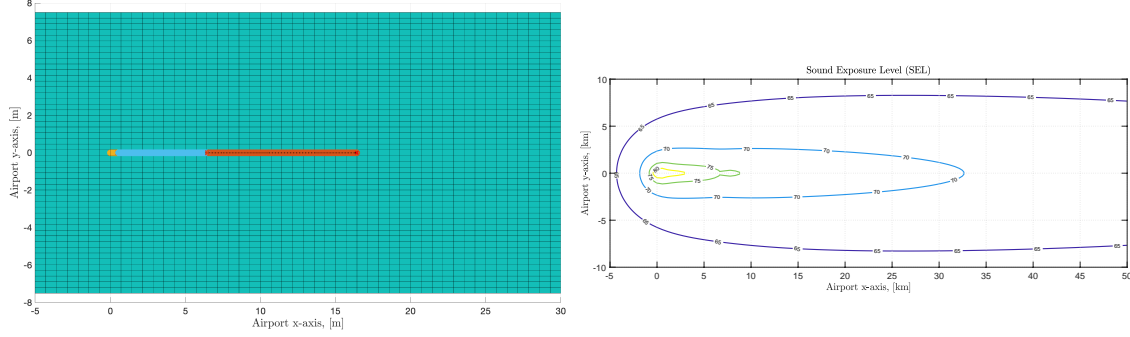 8
6
4
2
0
-2
-4
-6
-8
Airport y-axis, [m]
-5 0 5 10 15 20 25 30
Airport x-axis, [m]
Sound Exposure Level (SEL)
10
5
0
-5
-10
Airport y-axis, [km]
65 65 65 65 65 65
65
70 70 70 70
75
80
75
75
70 70 70 70
65
65 65 65 65 65
-5 0 5 10 15 20 25 30 35 40 45 50
Airport x-axis, [km]